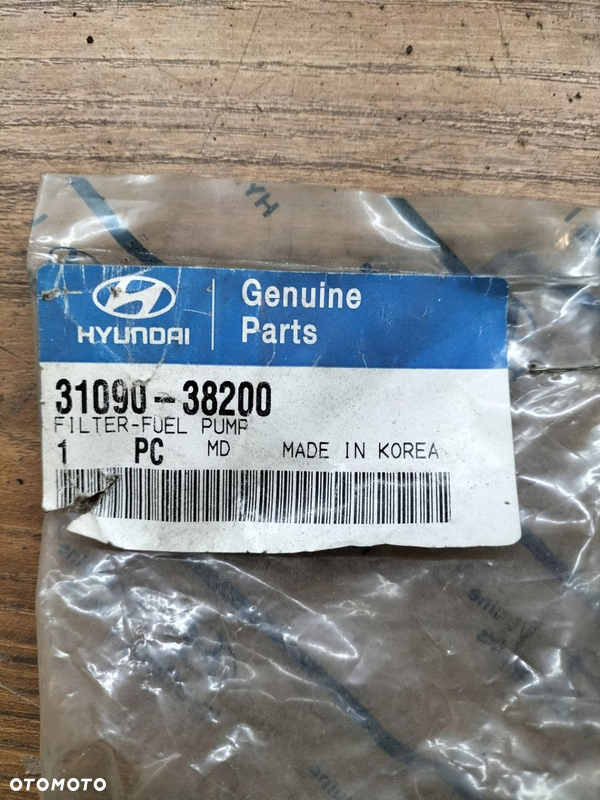 HYUNDAI
Genuine
Parts
31090-38200
FILTER-FUEL PUMP
1 PC MD MADE IN KOREA
OTOMOTO